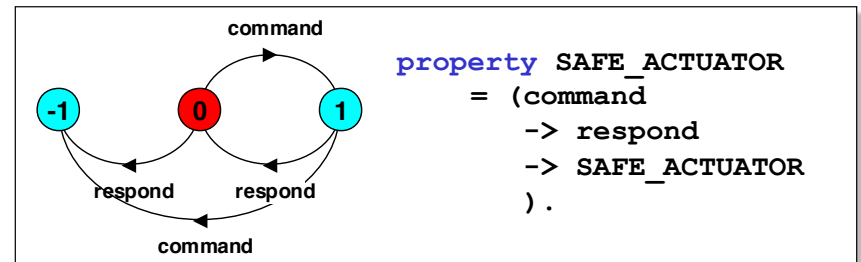 command
-1
0
1
respond
respond
command
property SAFE_ACTUATOR
= (command
-> respond
-> SAFE_ACTUATOR
).